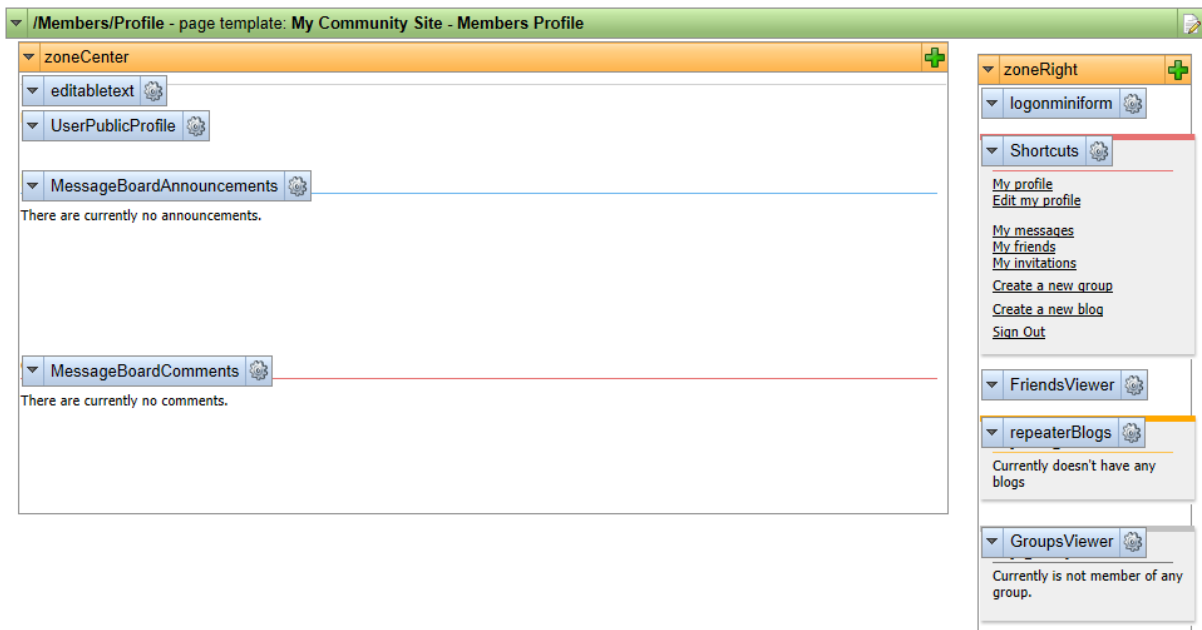 /Members/Profile - page template: My Community Site - Members Profile
zoneCenter
editabletext
UserPublicProfile
MessageBoardAnnouncements
There are currently no announcements.
MessageBoardComments
There are currently no comments.
zoneRight
logonminiform
Shortcuts
My profile
Edit my profile
My messages
My friends
My invitations
Create a new group
Create a new blog
Sign Out
FriendsViewer
repeaterBlogs
Currently doesn't have any
blogs
GroupsViewer
Currently is not member of any
group.